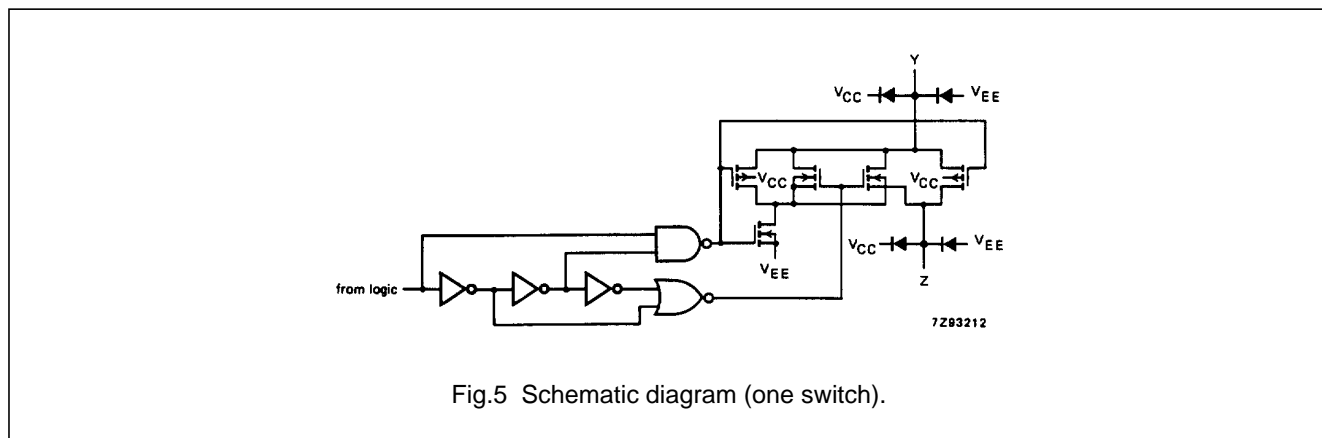 Y
VCC VEE
VCC VCC
VCC VEE
VEE
from logic
Z
7Z93212
Fig.5 Schematic diagram (one switch).